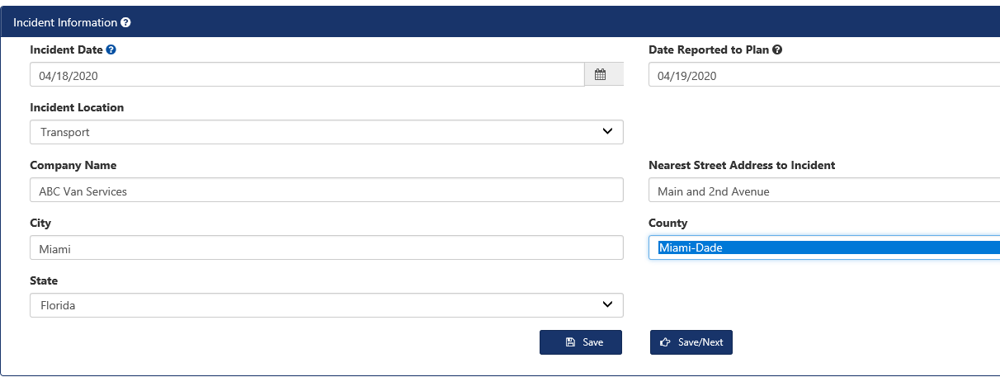 Incident Information
Incident Date
Date Reported to Plan
04/18/2020
04/19/2020
Incident Location
Transport
Company Name
Nearest Street Address to Incident
ABC Van Services
Main and 2nd Avenue
City
County
Miami
Miami-Dade
State
Florida
Save
Save/Next